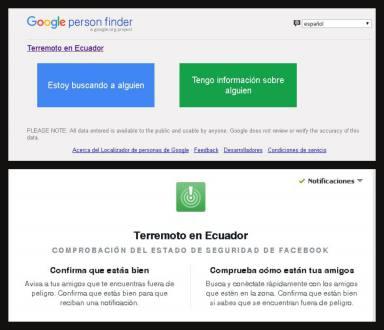 Google person finder
a google.org project
español
Terremoto en Ecuador
Estoy buscando a alguien
Tengo información sobre
alguien
PLEASE NOTE: All data entered is available to the public and usable by anyone. Google does not review or verify the accuracy of this
data.
Acerca del Localizador de personas de Google · Feedback · Desarrolladores · Condiciones de servicio
Notificaciones
Terremoto en Ecuador
COMPROBACIÓN DEL ESTADO DE SEGURIDAD DE FACEBOOK
Confirma que estás bien
Avisa a tus amigos que te encuentras fuera de
peligro. Confirma que estás bien para que
reciban una notificación.
Comprueba cómo están tus amigos
Busca y conéctate rápidamente con los amigos
que estén en la zona. Confirma que están bien
si sabes que se encuentran fuera de peligro.